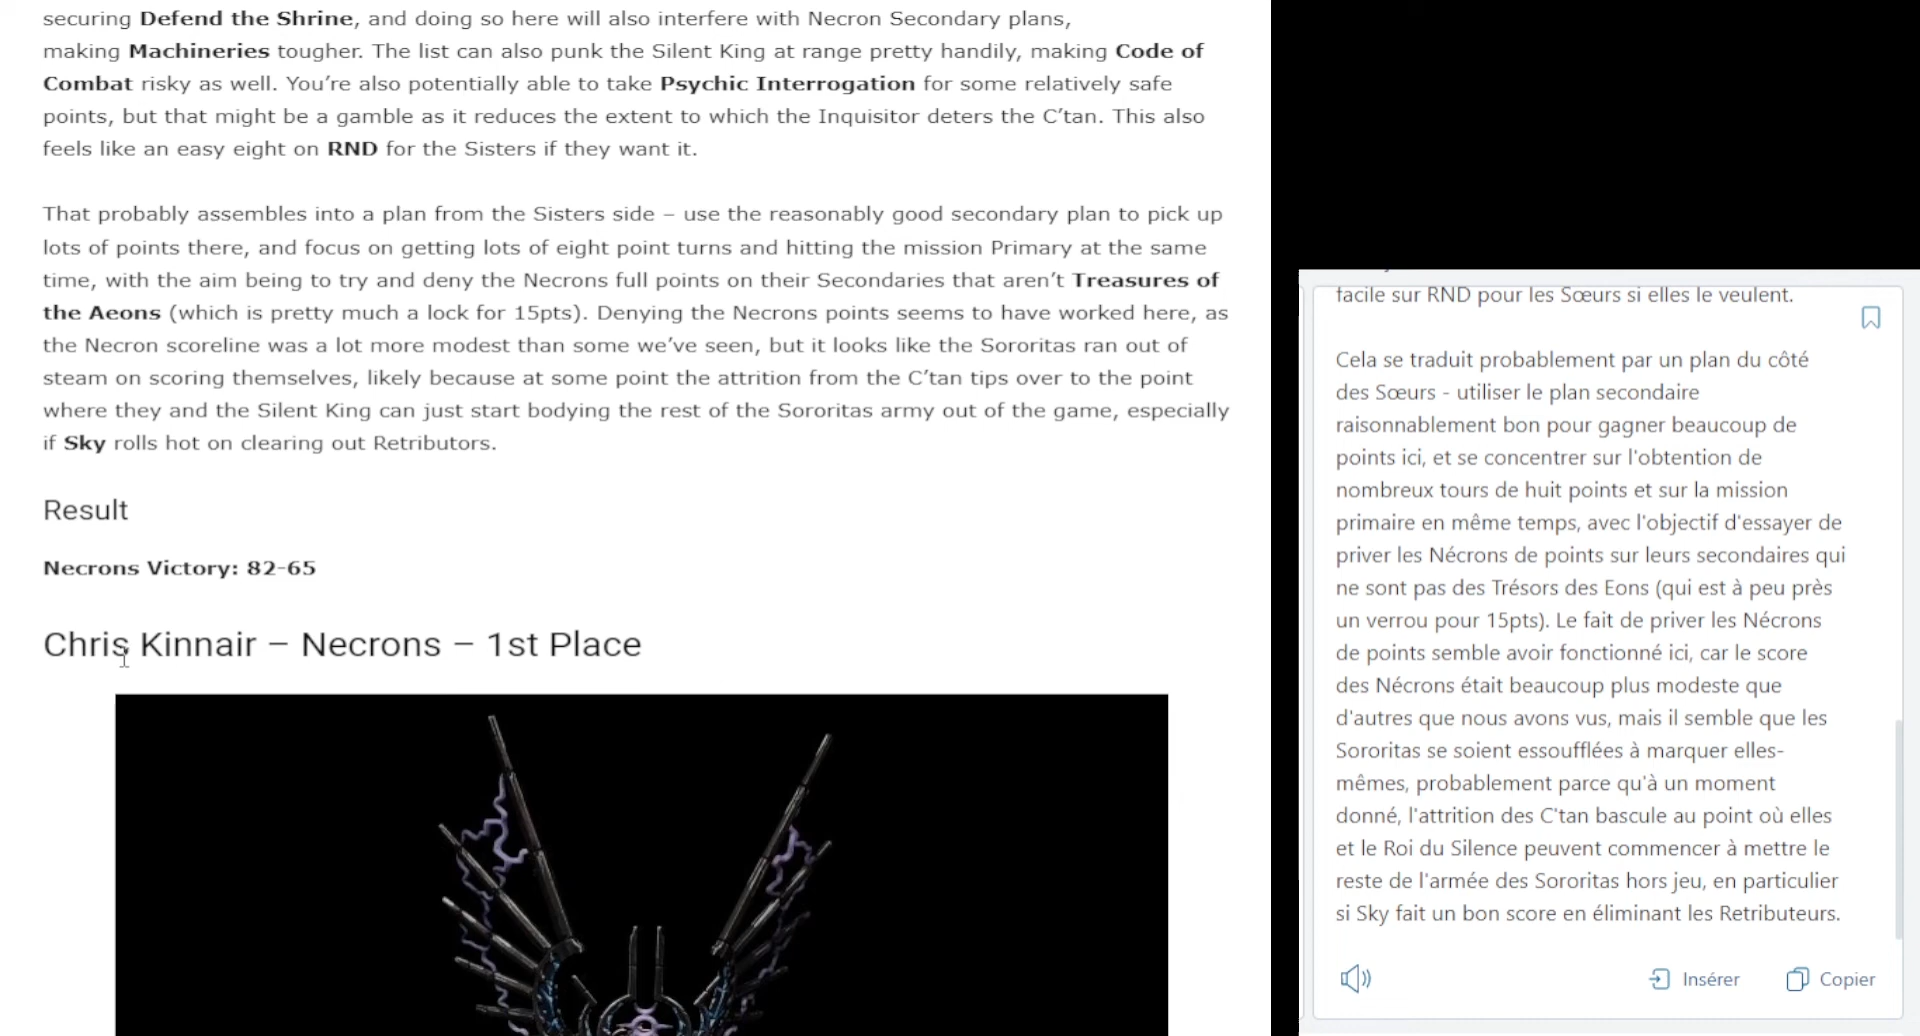 securing Defend the Shrine, and doing so here will also interfere with Necron Secondary plans,
making Machineries tougher. The list can also punk the Silent King at range pretty handily, making Code of
Combat risky as well. You’re also potentially able to take Psychic Interrogation for some relatively safe
points, but that might be a gamble as it reduces the extent to which the Inquisitor deters the C’tan. This also
feels like an easy eight on RND for the Sisters if they want it.
That probably assembles into a plan from the Sisters side – use the reasonably good secondary plan to pick up
lots of points there, and focus on getting lots of eight point turns and hitting the mission Primary at the same
time, with the aim being to try and deny the Necrons full points on their Secondaries that aren’t Treasures of
the Aeons (which is pretty much a lock for 15pts). Denying the Necrons points seems to have worked here, as
the Necron scoreline was a lot more modest than some we’ve seen, but it looks like the Sororitas ran out of
steam on scoring themselves, likely because at some point the attrition from the C’tan tips over to the point
where they and the Silent King can just start bodying the rest of the Sororitas army out of the game, especially
if Sky rolls hot on clearing out Retributors.
Result
Necrons Victory: 82-65
Chris Kinnair – Necrons – 1st Place
facile sur RND pour les Sœurs si elles le veulent.
Cela se traduit probablement par un plan du côté
des Sœurs - utiliser le plan secondaire
raisonnablement bon pour gagner beaucoup de
points ici, et se concentrer sur l'obtention de
nombreux tours de huit points et sur la mission
primaire en même temps, avec l'objectif d'essayer de
priver les Nécrons de points sur leurs secondaires qui
ne sont pas des Trésors des Eons (qui est à peu près
un verrou pour 15pts). Le fait de priver les Nécrons
de points semble avoir fonctionné ici, car le score
des Nécrons était beaucoup plus modeste que
d'autres que nous avons vus, mais il semble que les
Sororitas se soient essoufflées à marquer elles-
mêmes, probablement parce qu'à un moment
donné, l'attrition des C'tan bascule au point où elles
et le Roi du Silence peuvent commencer à mettre le
reste de l'armée des Sororitas hors jeu, en particulier
si Sky fait un bon score en éliminant les Retributeurs.
Insérer
Copier